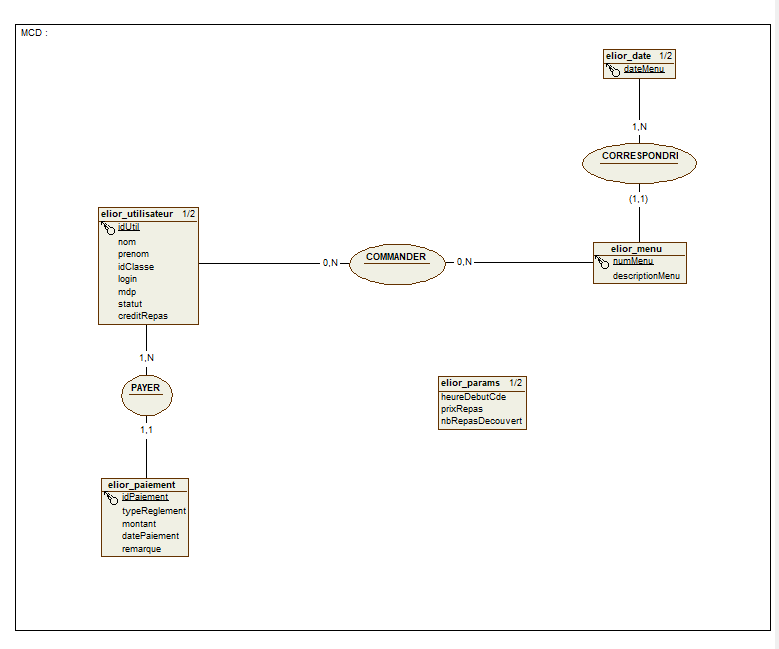 MCD :
elior_date 1/2
dateMenu
1,N
CORRESPONDRI
(1,1)
elior_utilisateur 1/2
idUtil
nom
prenom
idClasse
login
mdp
statut
creditRepas
0,N
COMMANDER
0,N
elior_menu
numMenu
descriptionMenu
1,N
PAYER
1,1
elior_params 1/2
heureDebutCde
prixRepas
nbRepasDecouvert
elior_paiement
idPaiement
typeReglement
montant
datePaiement
remarque